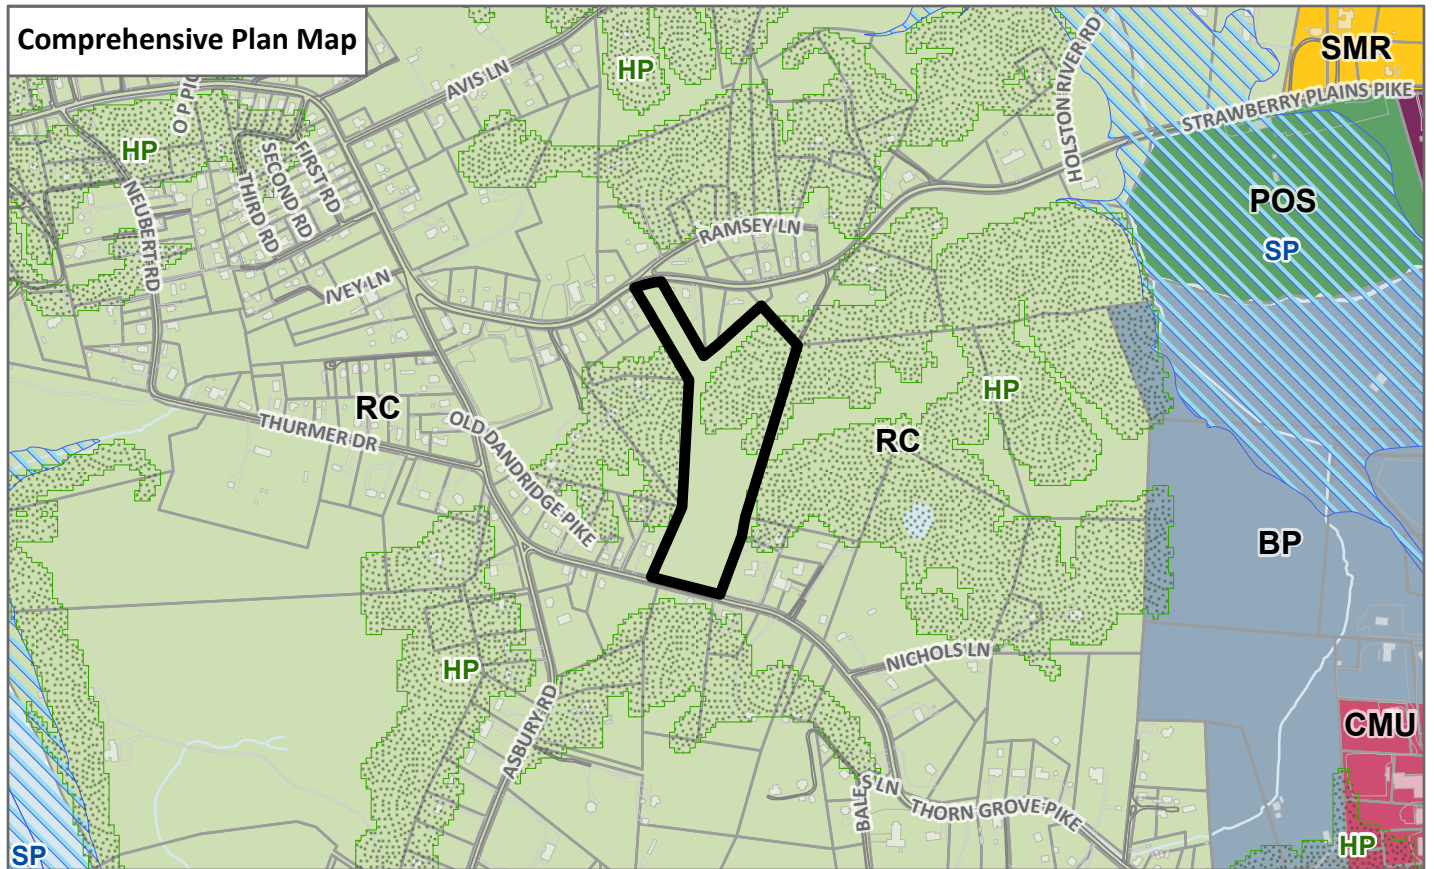 Comprehensive Plan Map
SMR
HP
AVIS LN
HOLSTON RIVER RD
STRAWBERRY PLAINS PIKE
O P PIC
HP
FIRST RD
SECOND RD
THIRD RD
NEUBERT RD
POS
SP
RAMSEY LN
IVEY LN
HP
RC
OLD DANDRIDGE PIKE
THURMER DR
RC
BP
NICHOLS LN
HP
ASBURY RD
CMU
BALES LN
THORN GROVE PIKE
HP
SP